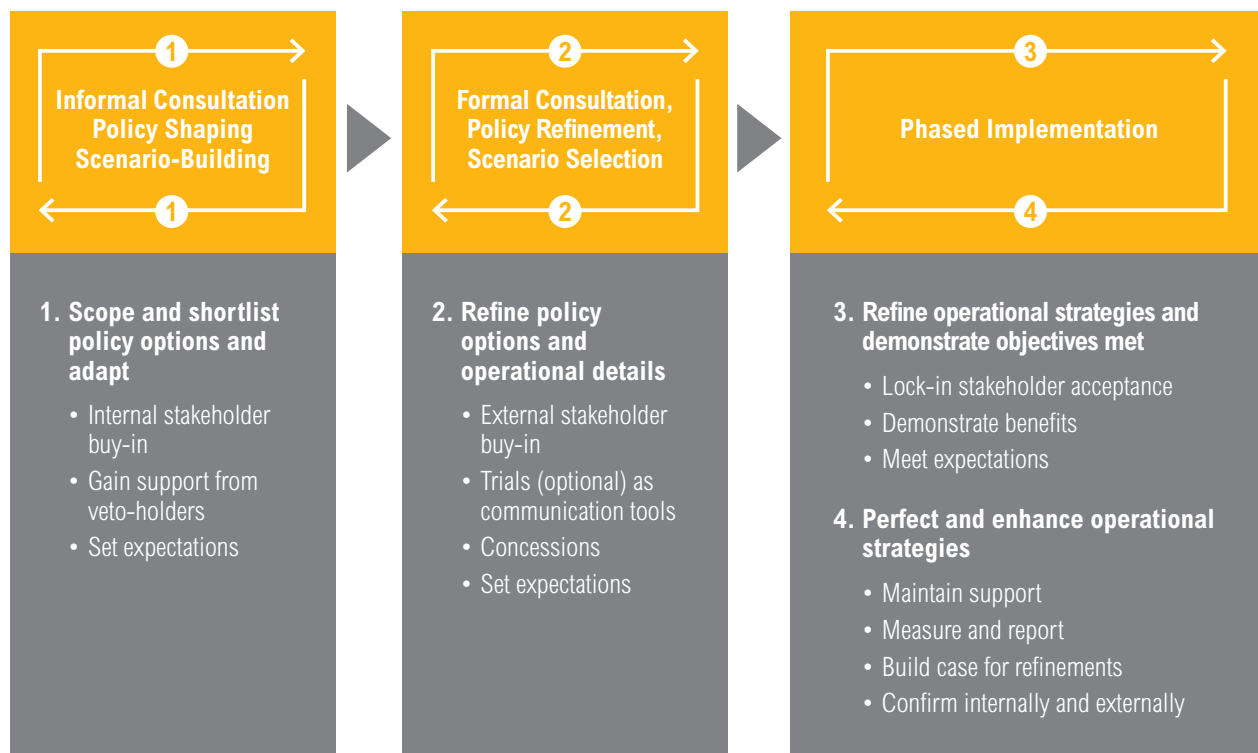 1
Informal Consultation
Policy Shaping
Scenario-Building
1
1. Scope and shortlist
policy options and
adapt
• Internal stakeholder
buy-in
• Gain support from
veto-holders
• Set expectations
2
Formal Consultation,
Policy Refinement,
Scenario Selection
2
2. Refine policy
options and
operational details
• External stakeholder
buy-in
• Trials (optional) as
communication tools
• Concessions
• Set expectations
3
Phased Implementation
4
3. Refine operational strategies and
demonstrate objectives met
• Lock-in stakeholder acceptance
• Demonstrate benefits
• Meet expectations
4. Perfect and enhance operational
strategies
• Maintain support
• Measure and report
• Build case for refinements
• Confirm internally and externally